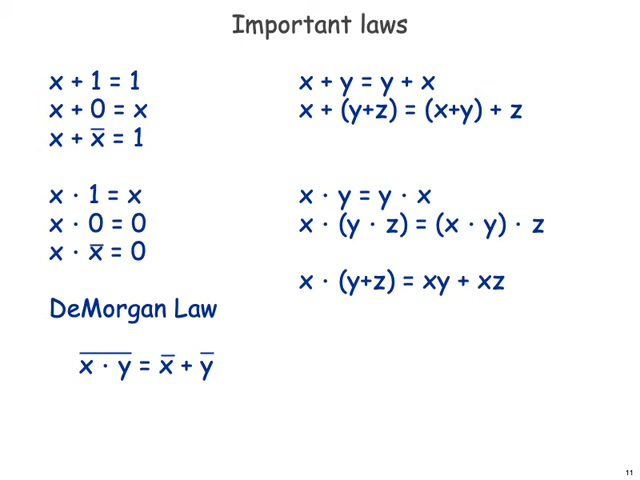 Important laws
x + 1 = 1
x + 0 = x
x + x̅ = 1
x · 1 = x
x · 0 = 0
x · x̅ = 0
DeMorgan Law
x̅ ̅·̅ ̅y̅ = x̅ + y̅
x + y = y + x
x + (y+z) = (x+y) + z
x · y = y · x
x · (y · z) = (x · y) · z
x · (y+z) = xy + xz
11